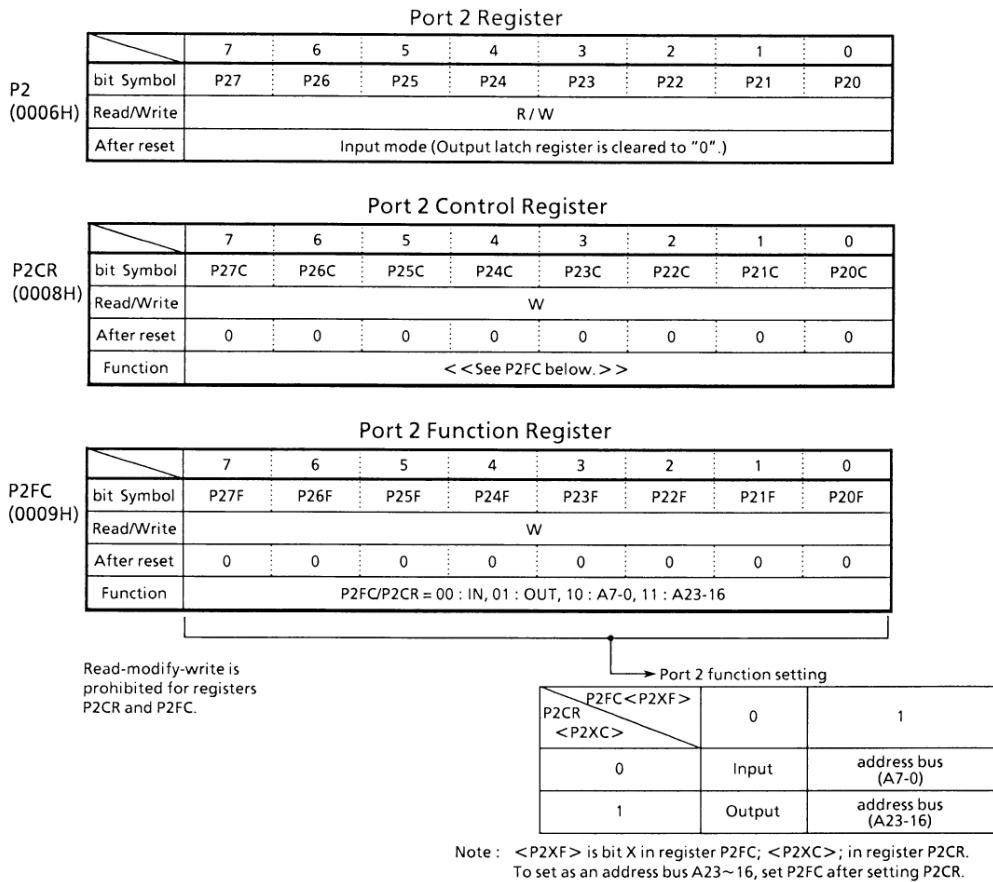 Port 2 Register
7 6 5 4 3 2 1 0
P2
(0006H)
bit Symbol P27 P26 P25 P24 P23 P22 P21 P20
Read/Write R / W
After reset Input mode (Output latch register is cleared to "0".)
Port 2 Control Register
7 6 5 4 3 2 1 0
P2CR
(0008H)
bit Symbol P27C P26C P25C P24C P23C P22C P21C P20C
Read/Write W
After reset 0 0 0 0 0 0 0 0
Function <<See P2FC below.>>
Port 2 Function Register
7 6 5 4 3 2 1 0
P2FC
(0009H)
bit Symbol P27F P26F P25F P24F P23F P22F P21F P20F
Read/Write W
After reset 0 0 0 0 0 0 0 0
Function P2FC/P2CR = 00 : IN, 01 : OUT, 10 : A7-0, 11 : A23-16
Read-modify-write is
prohibited for registers
P2CR and P2FC.
Port 2 function setting
P2FC<P2XF>
P2CR
<P2XC>
0 1
0 Input address bus
(A7-0)
1 Output address bus
(A23-16)
Note : <P2XF> is bit X in register P2FC; <P2XC>; in register P2CR.
To set as an address bus A23~16, set P2FC after setting P2CR.